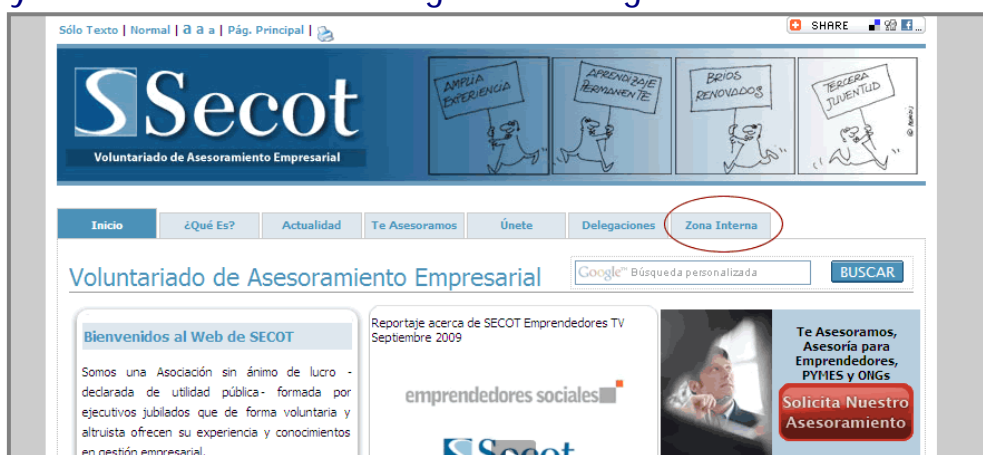 Sólo Texto | Normal | a a a | Pág. Principal |
SHARE
AMPLIA EXPERIENCIA
APRENDIZAJE PERMANENTE
BRIOS RENOVADOS
TERCERA JUVENTUD
Secot
Voluntariado de Asesoramiento Empresarial
Inicio ¿Qué Es? Actualidad Te Asesoramos Únete Delegaciones Zona Interna
Voluntariado de Asesoramiento Empresarial
Google™ Búsqueda personalizada
BUSCAR
Bienvenidos al Web de SECOT
Somos una Asociación sin ánimo de lucro -
declarada de utilidad pública- formada por
ejecutivos jubilados que de forma voluntaria y
altruista ofrecen su experiencia y conocimientos
en gestión empresarial.
Reportaje acerca de SECOT Emprendedores TV
Septiembre 2009
emprendedores sociales
Secot
Te Asesoramos,
Asesoría para
Emprendedores,
PYMES y ONGs
Solicita Nuestro
Asesoramiento